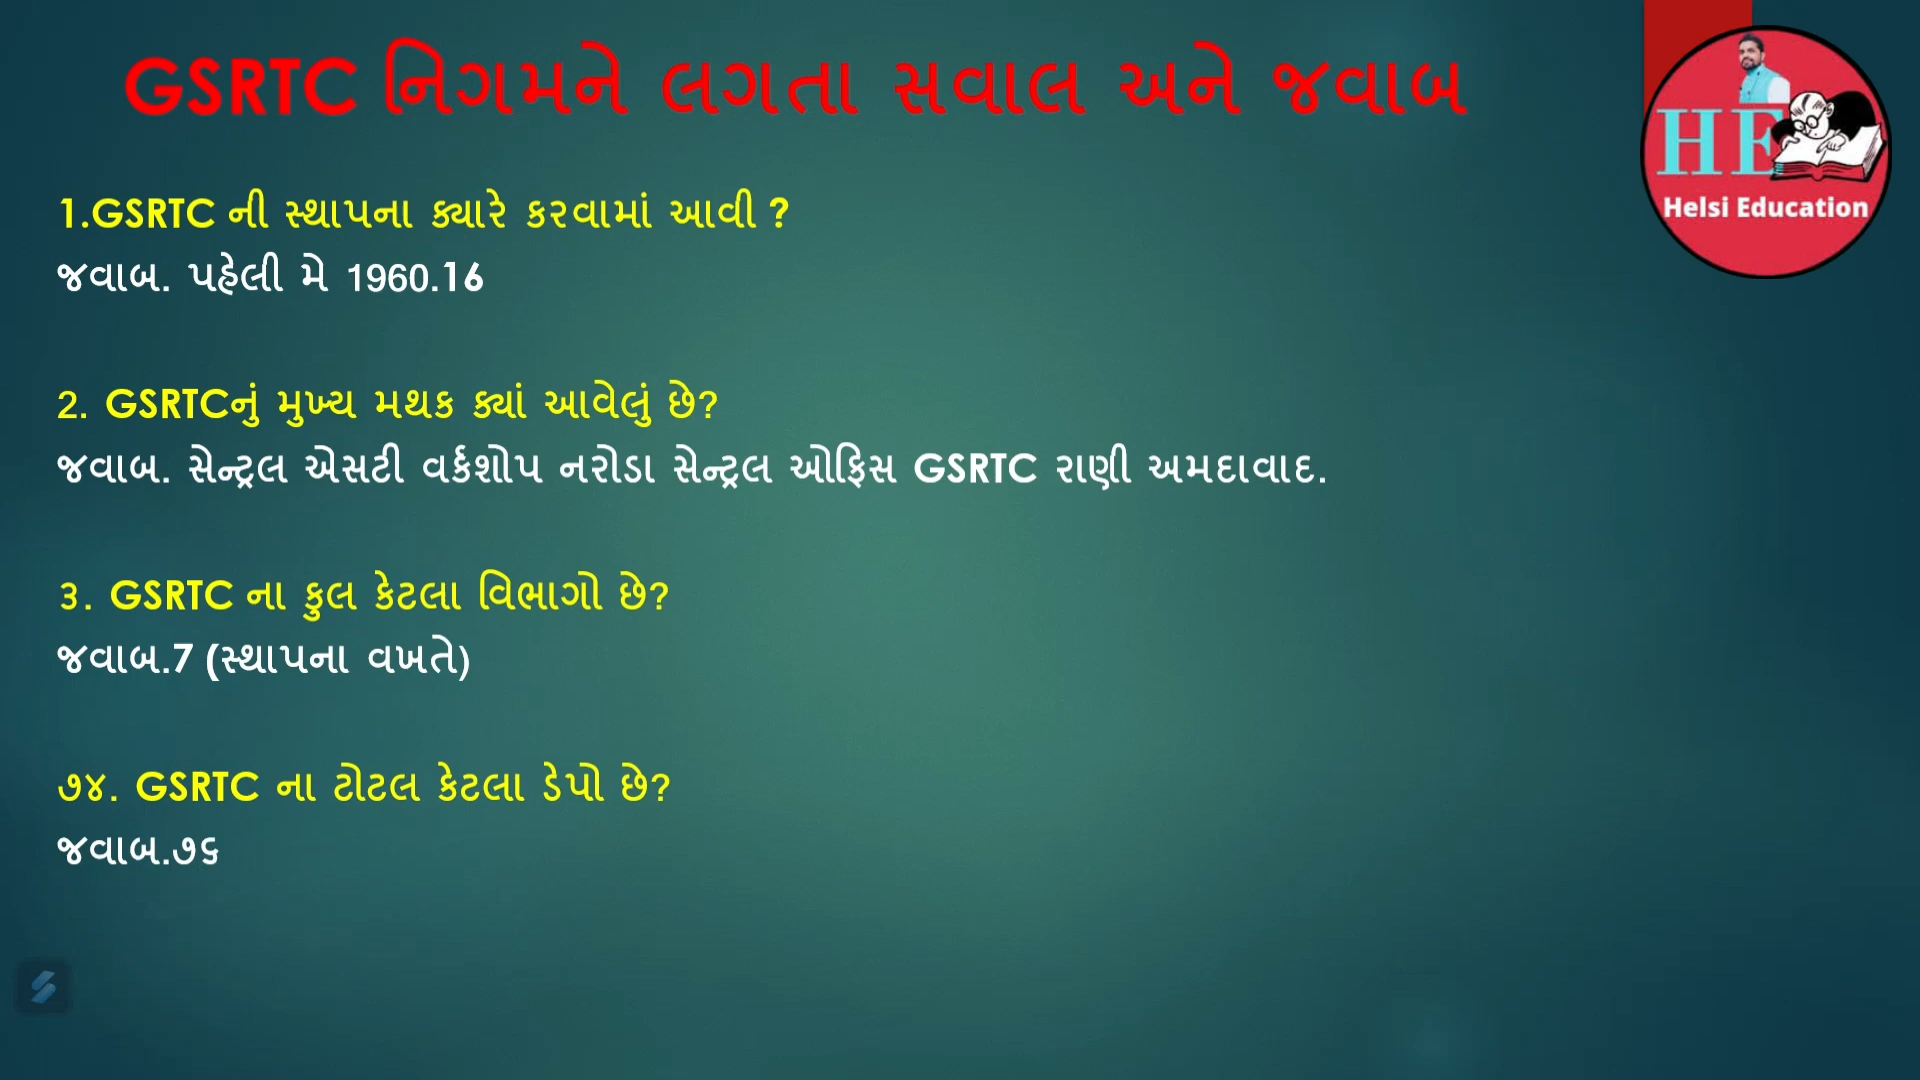 GSRTC નિગમને લગતા સવાલ અને જવાબ
HE
Helsi Education
1.GSRTC ની સ્થાપના ક્યારે કરવામાં આવી ?
જવાબ. પહેલી મે 1960.16
2. GSRTCનું મુખ્ય મથક ક્યાં આવેલું છે?
જવાબ. સેન્ટ્રલ એસટી વર્કશોપ નરોડા સેન્ટ્રલ ઓફિસ GSRTC રાણી અમદાવાદ.
૩. GSRTC ના કુલ કેટલા વિભાગો છે?
જવાબ.7 (સ્થાપના વખતે)
૭૪. GSRTC ના ટોટલ કેટલા ડેપો છે?
જવાબ.૭૬